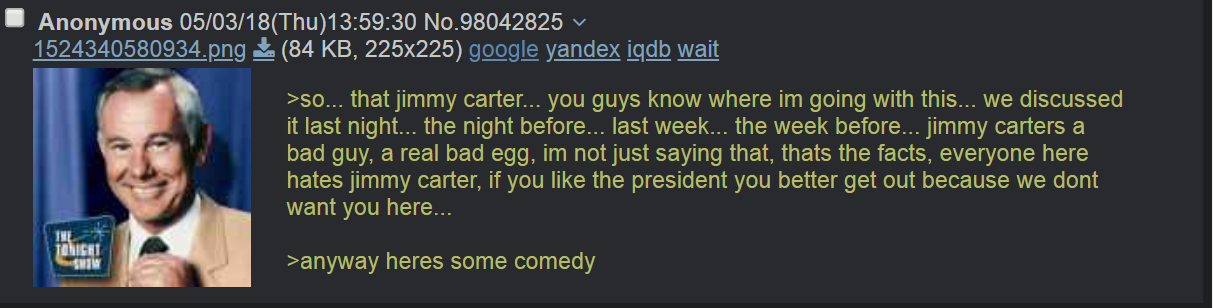 Anonymous 05/03/18(Thu)13:59:30 No.98042825
1524340580934.png (84 KB, 225x225) google yandex iqdb wait
>so... that jimmy carter... you guys know where im going with this... we discussed
it last night... the night before... last week... the week before... jimmy carters a
bad guy, a real bad egg, im not just saying that, thats the facts, everyone here
hates jimmy carter, if you like the president you better get out because we dont
want you here...
>anyway heres some comedy
THE
TONIGHT
SHOW